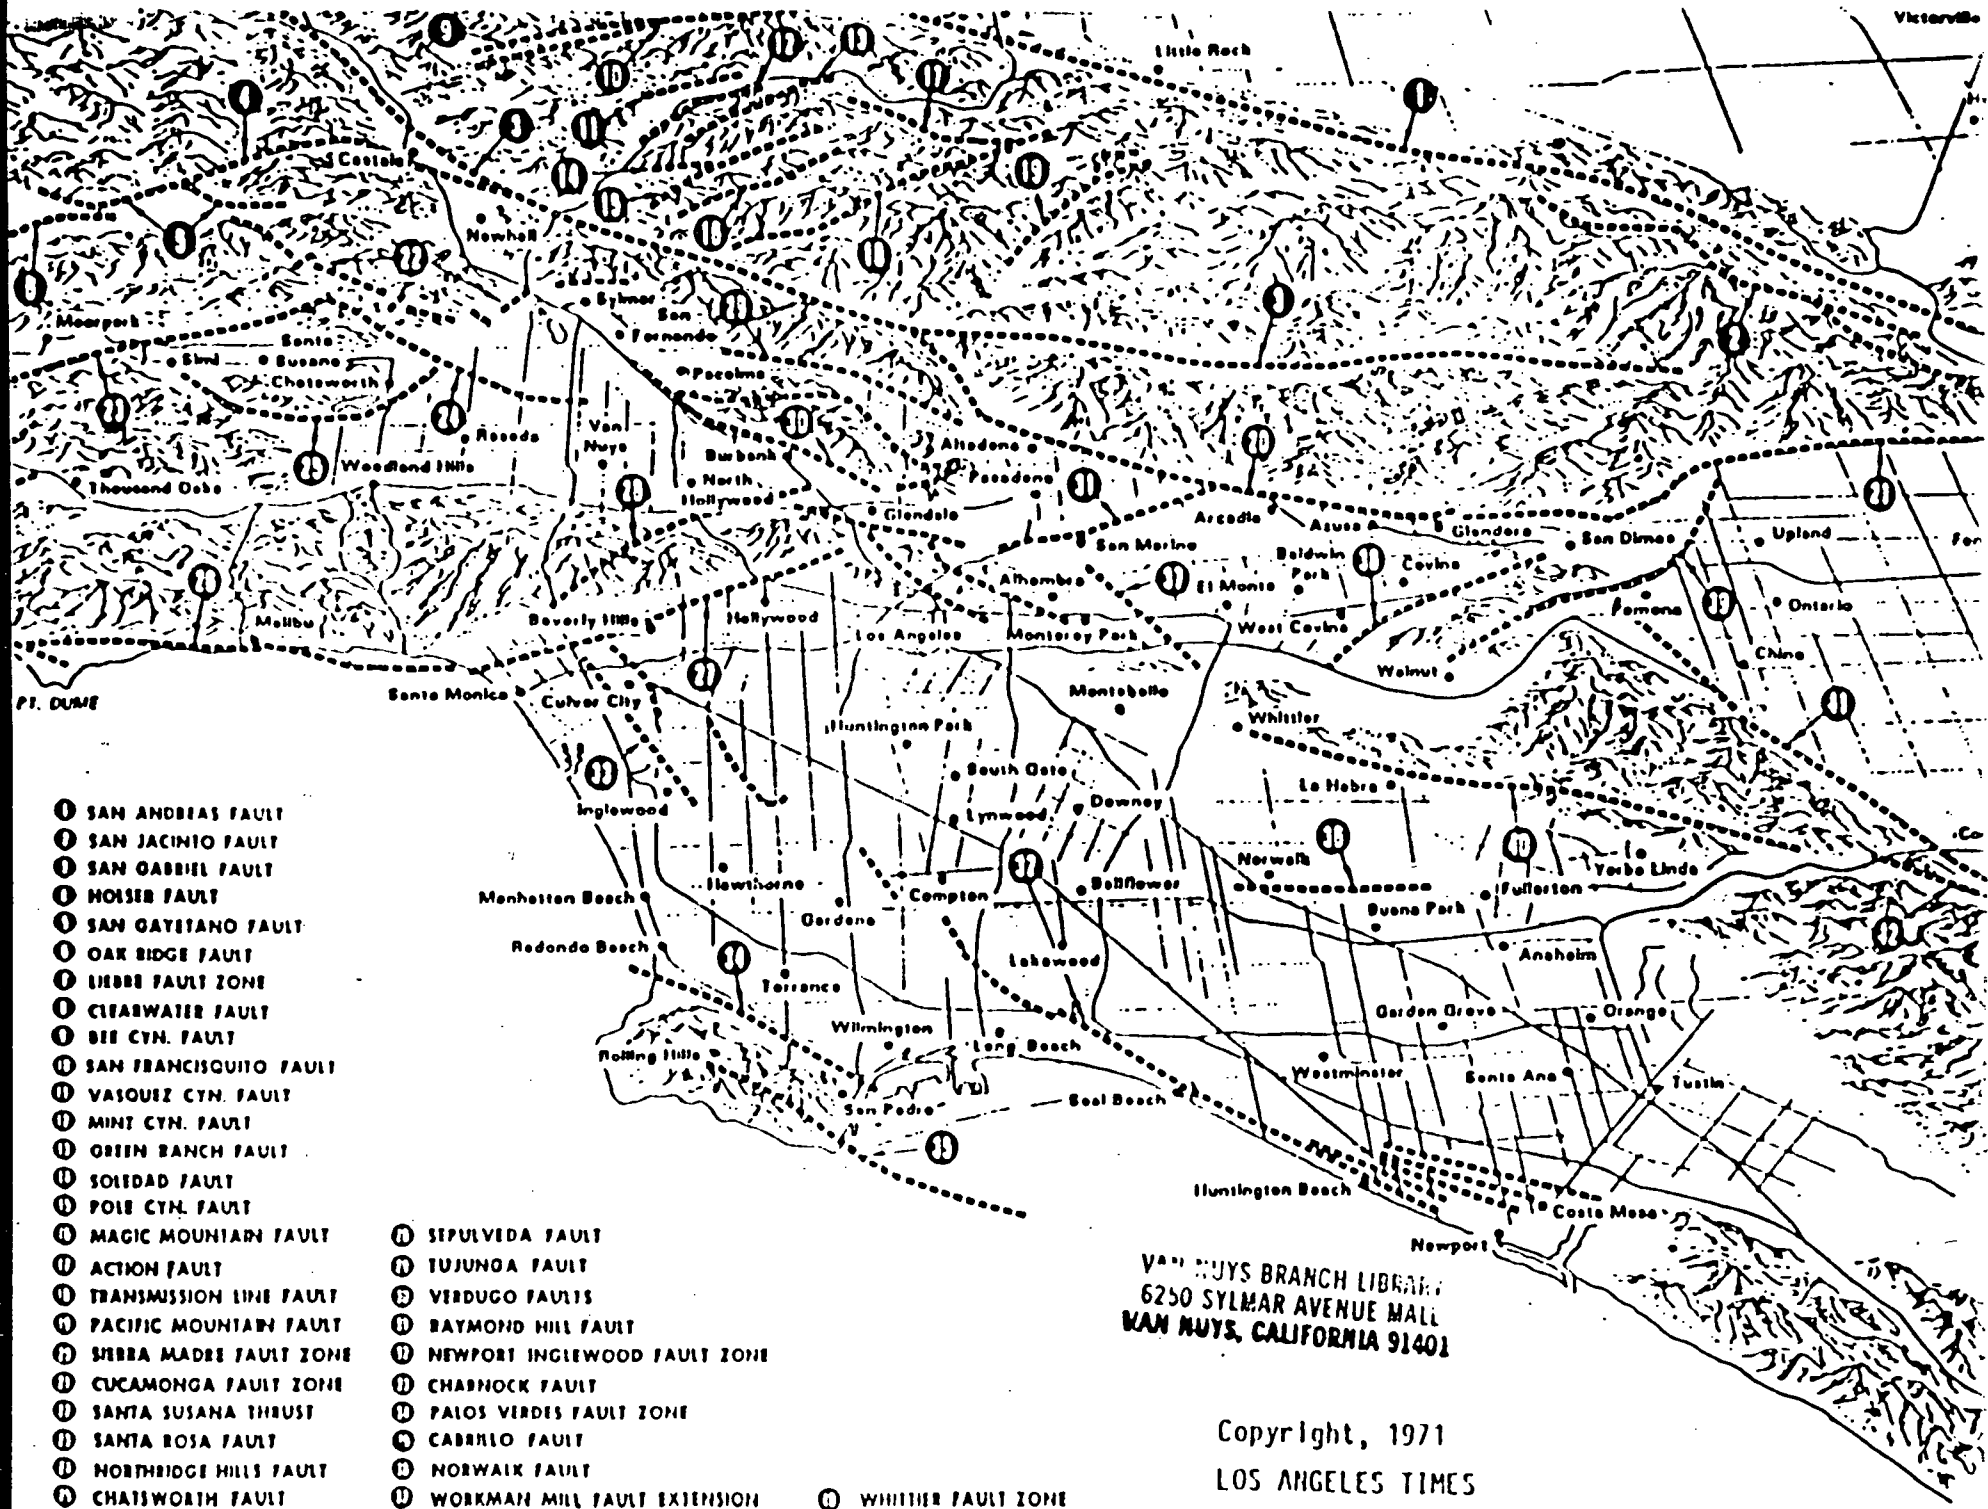 Victorville
Little Rock
Castaic
Newhall
Moorpark
Sylmar
San
Fernando
Santa
Susana
Simi
Chatsworth
Pacoima
Reseda
Van
Nuys
Burbank
Altadena
Woodland Hills
North
Hollywood
Pasadena
Thousand Oaks
Glendale
Arcadia
Azusa
Glendora
San Dimas
Upland
San Marino
Baldwin
Park
Covina
Alhambra
El Monte
Pomona
Ontario
Malibu
Beverly Hills
Hollywood
Los Angeles
Monterey Park
West Covina
Chino
Walnut
PT. DUME
Santa Monica
Culver City
Montebello
Huntington Park
Whittier
South Gate
La Habra
Inglewood
Lynwood
Downey
Norwalk
Yorba Linda
Hawthorne
Compton
Bellflower
Fullerton
Manhattan Beach
Gardena
Buena Park
Redondo Beach
Lakewood
Anaheim
Torrance
Garden Grove
Orange
Wilmington
Long Beach
Rolling Hills
Westminster
Santa Ana
Tustin
San Pedro
Seal Beach
Huntington Beach
Costa Mesa
Newport
SAN ANDREAS FAULT
SAN JACINTO FAULT
SAN GABRIEL FAULT
HOLSER FAULT
SAN CAYETANO FAULT
OAK RIDGE FAULT
LIEBRE FAULT ZONE
CLEARWATER FAULT
BEE CYN. FAULT
SAN FRANCISQUITO FAULT
VASQUEZ CYN. FAULT
MINT CYN. FAULT
GREEN RANCH FAULT
SOLEDAD FAULT
POLE CYN. FAULT
MAGIC MOUNTAIN FAULT
ACTION FAULT
TRANSMISSION LINE FAULT
PACIFIC MOUNTAIN FAULT
SIERRA MADRE FAULT ZONE
CUCAMONGA FAULT ZONE
SANTA SUSANA THRUST
SANTA ROSA FAULT
NORTHRIDGE HILLS FAULT
CHATSWORTH FAULT
SEPULVEDA FAULT
TUJUNGA FAULT
VERDUGO FAULTS
RAYMOND HILL FAULT
NEWPORT INGLEWOOD FAULT ZONE
CHARNOCK FAULT
PALOS VERDES FAULT ZONE
CABRILLO FAULT
NORWALK FAULT
WORKMAN MILL FAULT EXTENSION
WHITTIER FAULT ZONE
VAN NUYS BRANCH LIBRARY
6250 SYLMAR AVENUE MALL
VAN NUYS, CALIFORNIA 91401
Copyright, 1971
LOS ANGELES TIMES